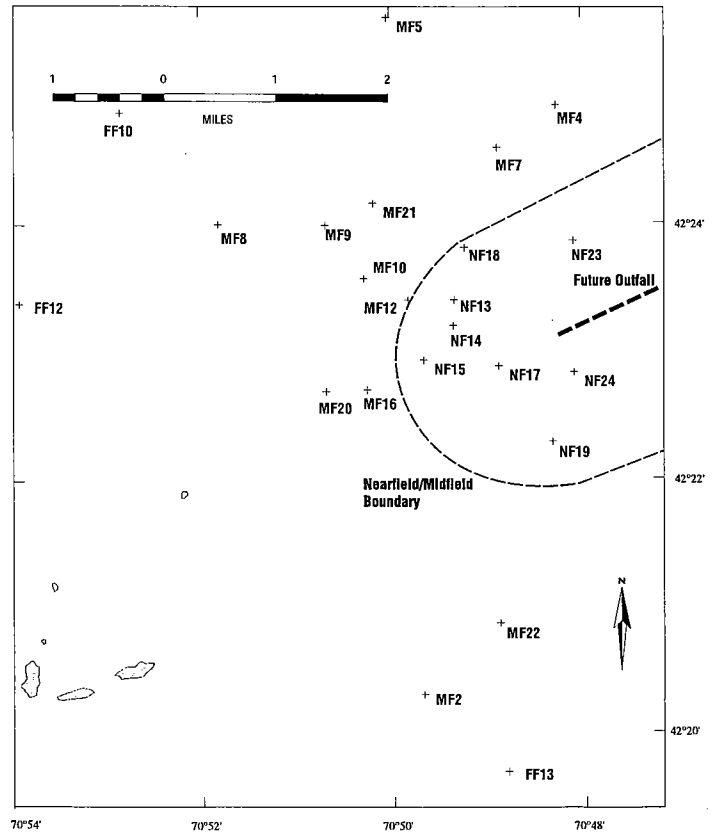 MF5
1 0 1 2
MILES
FF10
MF4
MF7
MF21
42°24'
MF8
MF9
NF18
NF23
MF10
Future Outfall
FF12
MF12
NF13
NF14
NF15
NF17
NF24
MF20
MF16
NF19
42°22'
Nearfield/Midfield
Boundary
N
MF22
MF2
42°20'
FF13
70°54' 70°52' 70°50' 70°48'